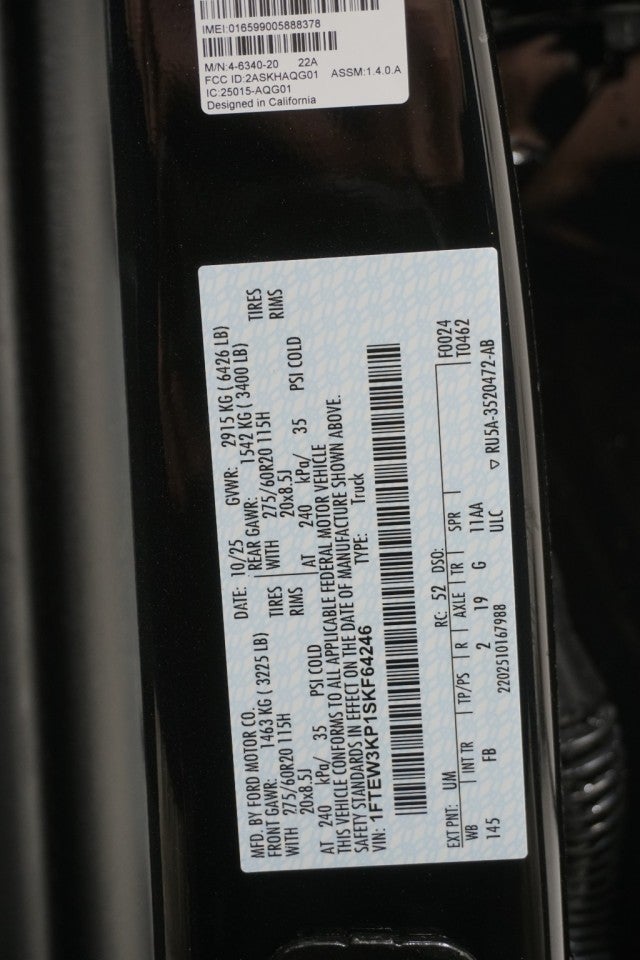 IMEI:016599005888378
M/N:4-6340-20 22A
FCC ID:2ASKHAQG01 ASSM:1.4.0.A
IC:25015-AQG01
Designed in California
MFD. BY FORD MOTOR CO. DATE: 10/25 GVWR: 2915 KG ( 6426 LB)
FRONT GAWR: 1463 KG ( 3225 LB) REAR GAWR: 1542 KG ( 3400 LB)
WITH 275/60R20 115H TIRES WITH 275/60R20 115H TIRES
20x8.5J RIMS 20x8.5J RIMS
AT 240 kPa/ 35 PSI COLD AT 240 kPa/ 35 PSI COLD
THIS VEHICLE CONFORMS TO ALL APPLICABLE FEDERAL MOTOR VEHICLE
SAFETY STANDARDS IN EFFECT ON THE DATE OF MANUFACTURE SHOWN ABOVE.
VIN: 1FTEW3KP1SKF64246 TYPE: Truck
EXT PNT: UM RC: 52 DSO: F0024
WB INT TR TP/PS R AXLE TR SPR T0462
145 FB 2 19 G 11AA
2202510167988 ULC ▽ RU5A-3520472-AB